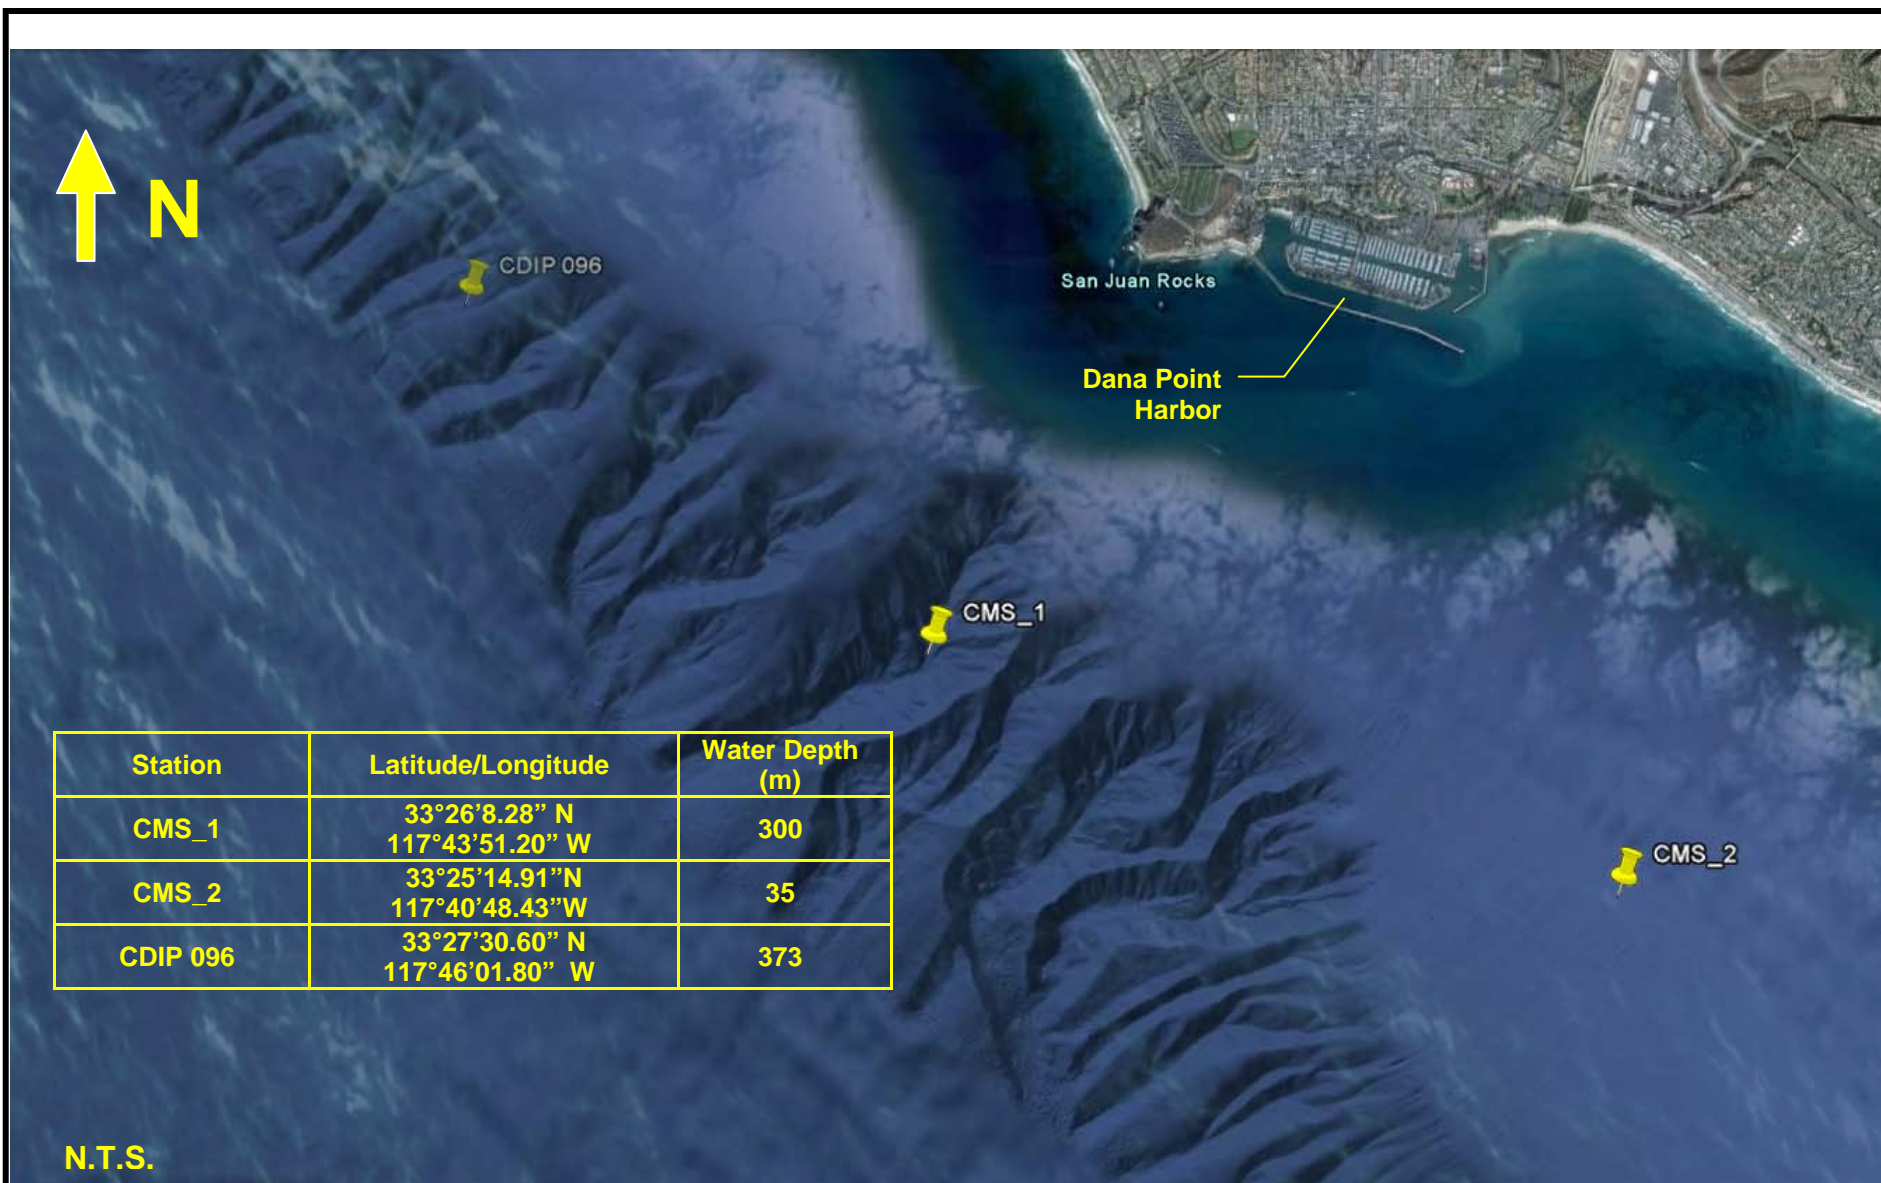 N
CDIP 096
San Juan Rocks
Dana Point
Harbor
CMS_1
Station
Latitude/Longitude
Water Depth
(m)
CMS_1
33°26’8.28” N
117°43’51.20” W
300
CMS_2
33°25’14.91”N
117°40’48.43”W
35
CDIP 096
33°27’30.60” N
117°46’01.80”  W
373
CMS_2
N.T.S.